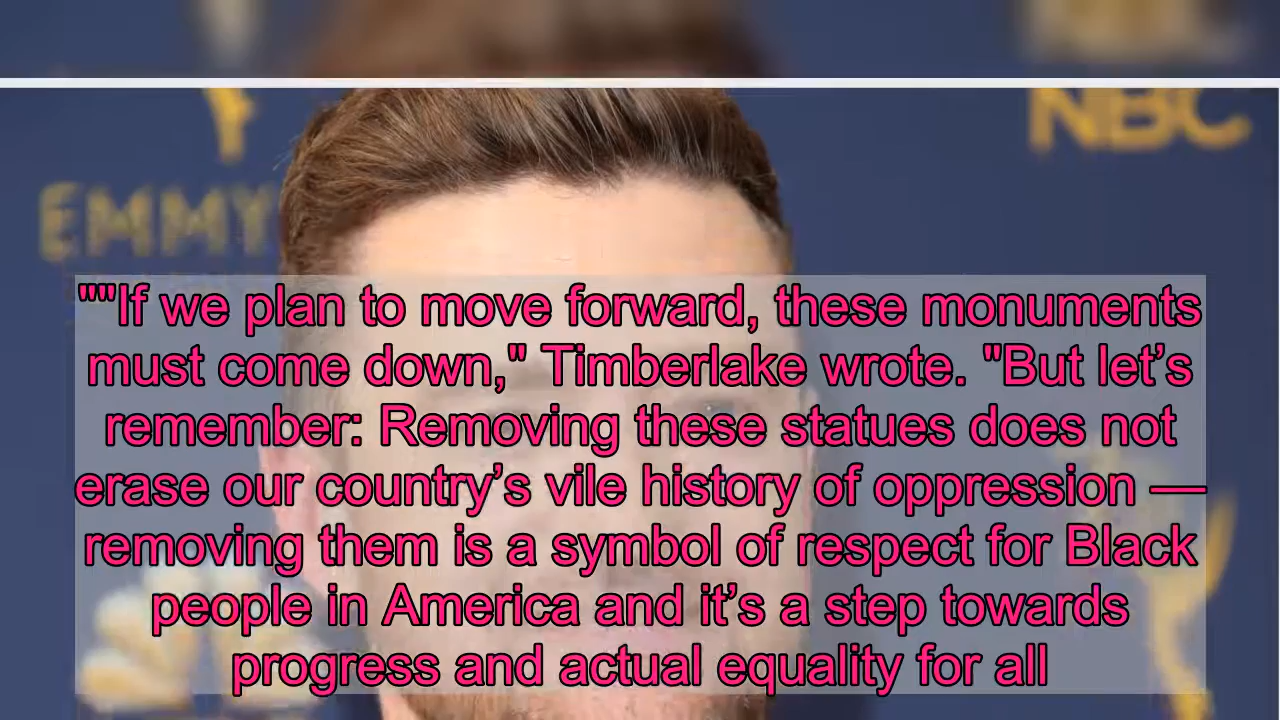 NBC
EMMY
""If we plan to move forward, these monuments
must come down," Timberlake wrote. "But let’s
remember: Removing these statues does not
erase our country’s vile history of oppression —
removing them is a symbol of respect for Black
people in America and it’s a step towards
progress and actual equality for all